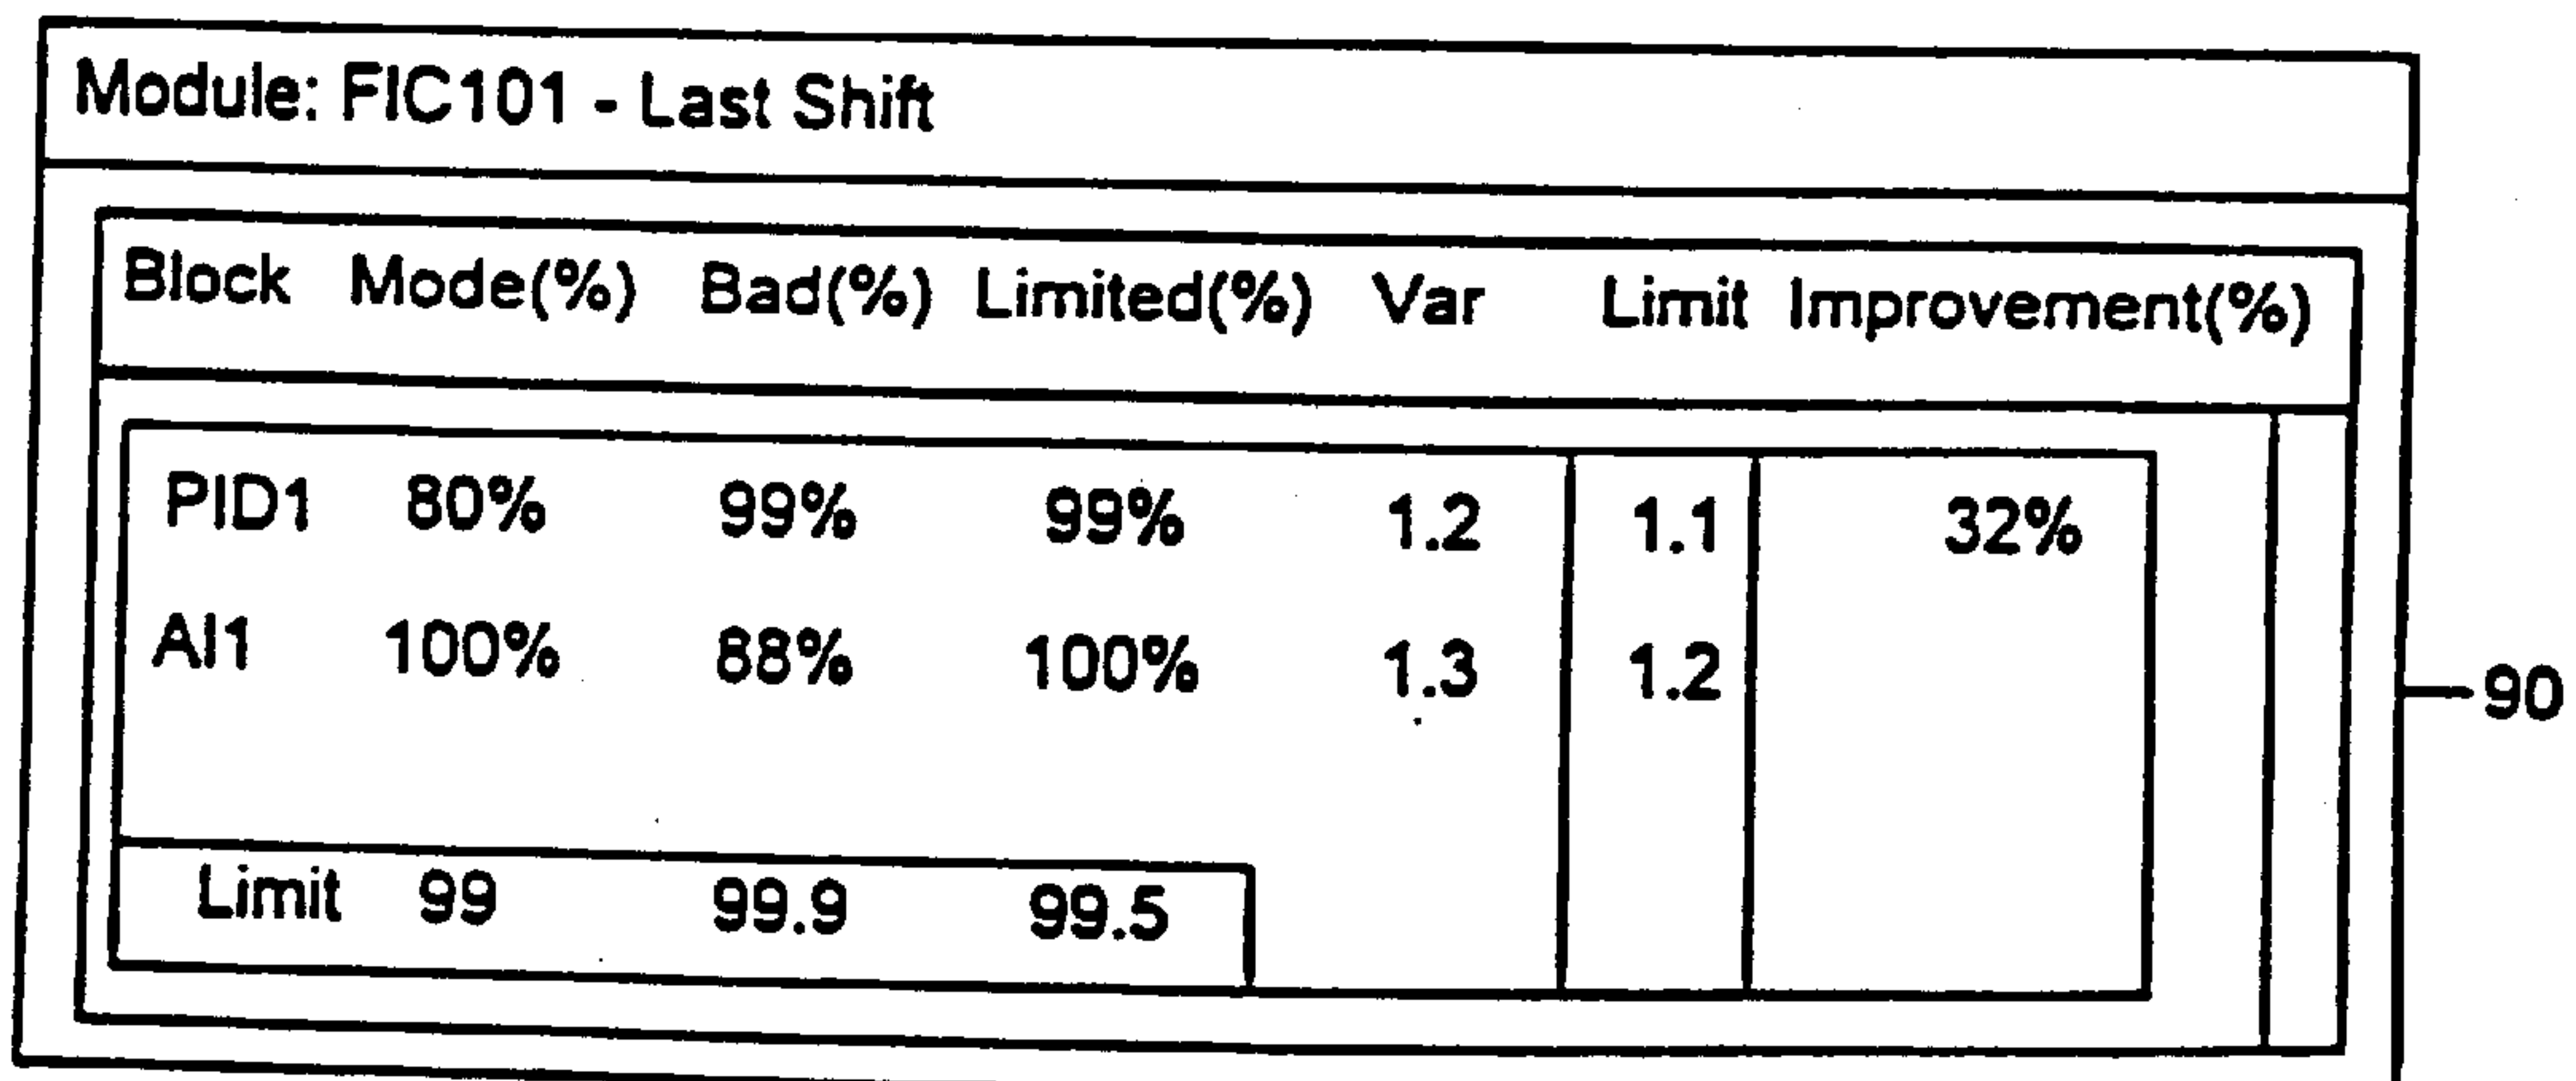 Module: FIC101 - Last Shift
Block Mode(%) Bad(%) Limited(%) Var Limit Improvement(%)
PID1 80% 99% 99% 1.2 1.1 32%
AI1 100% 88% 100% 1.3 1.2
90
Limit 99 99.9 99.5